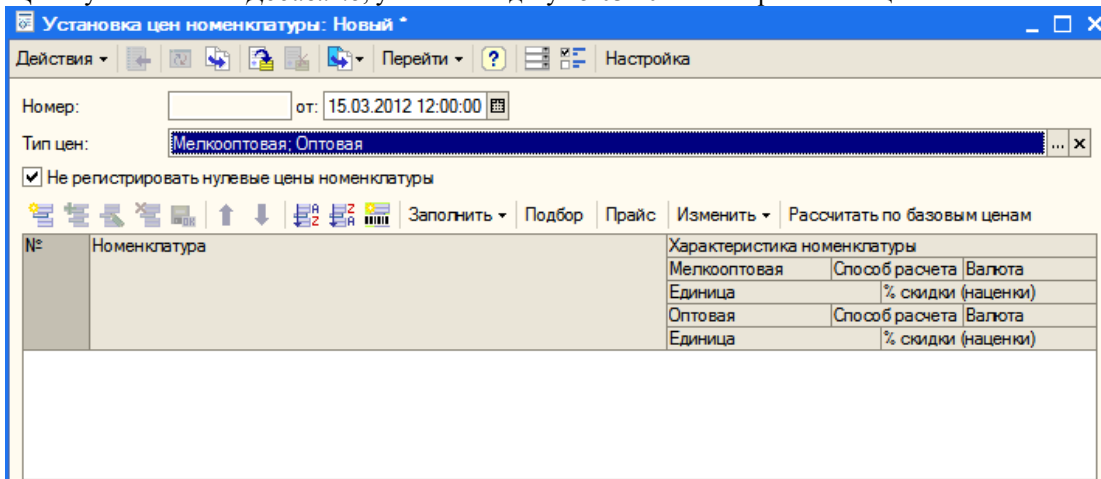 Установка цен номенклатуры: Новый *
Действия Перейти ? Настройка
Номер: от: 15.03.2012 12:00:00
Тип цен: Мелкооптовая; Оптовая ... x
Не регистрировать нулевые цены номенклатуры
Заполнить Подбор Прайс Изменить Рассчитать по базовым ценам
№ Номенклатура Характеристика номенклатуры
Мелкооптовая Способ расчета Валюта
Единица % скидки (наценки)
Оптовая Способ расчета Валюта
Единица % скидки (наценки)